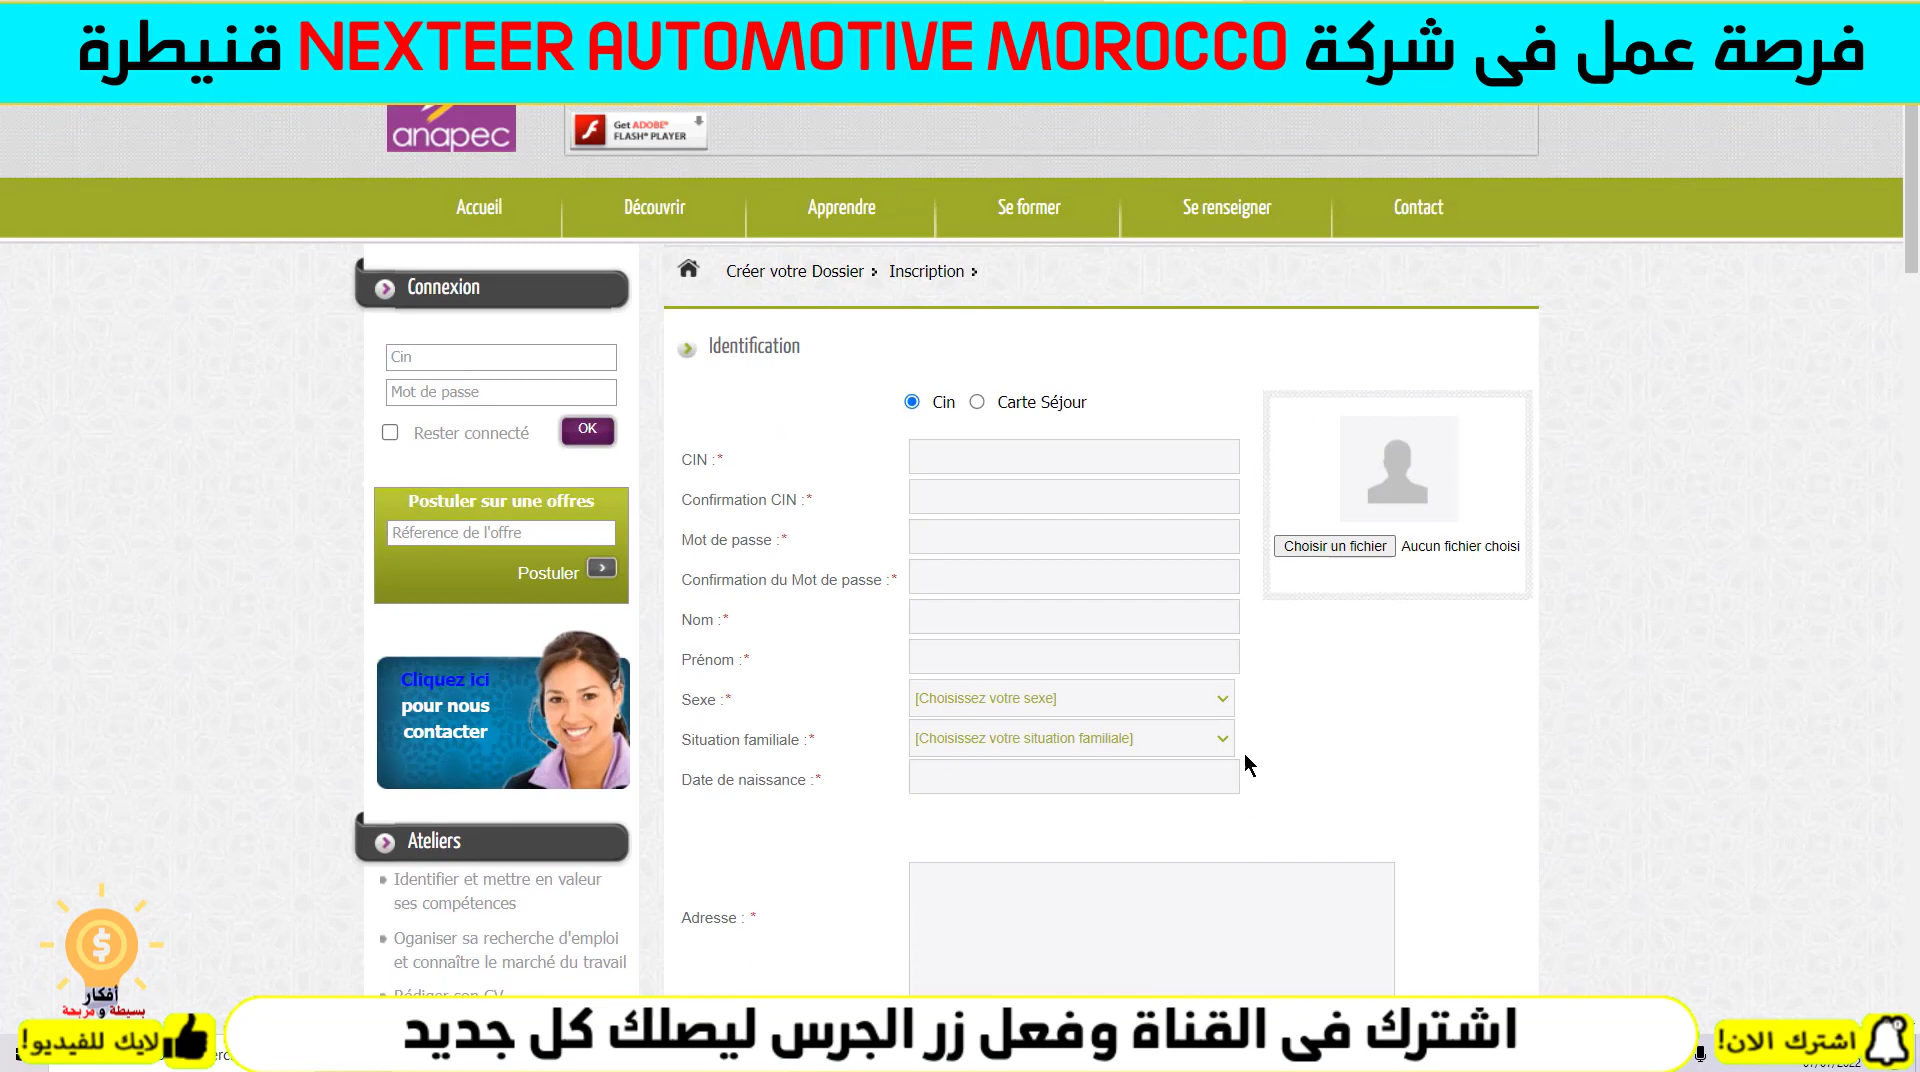 فرصة عمل فى شركة NEXTEER AUTOMOTIVE MOROCCO قنيطرة
anapec
Get ADOBE®
FLASH® PLAYER
Accueil
Découvrir
Apprendre
Se former
Se renseigner
Contact
Connexion
Cin
Mot de passe
Rester connecté
OK
Postuler sur une offres
Réference de l'offre
Postuler
Cliquez ici
pour nous
contacter
Ateliers
Identifier et mettre en valeur
ses compétences
Oganiser sa recherche d'emploi
et connaître le marché du travail
Rédiger son CV
Créer votre Dossier
Inscription
Identification
Cin
Carte Séjour
CIN :*
Confirmation CIN :*
Mot de passe :*
Confirmation du Mot de passe :*
Nom :*
Prénom :*
Sexe :*
[Choisissez votre sexe]
Situation familiale :*
[Choisissez votre situation familiale]
Date de naissance :*
Adresse : *
Choisir un fichier
Aucun fichier choisi
أفكار
بسيطة و مربحة
لايك للفيديو!
اشترك فى القناة وفعل زر الجرس ليصلك كل جديد
اشترك الان!